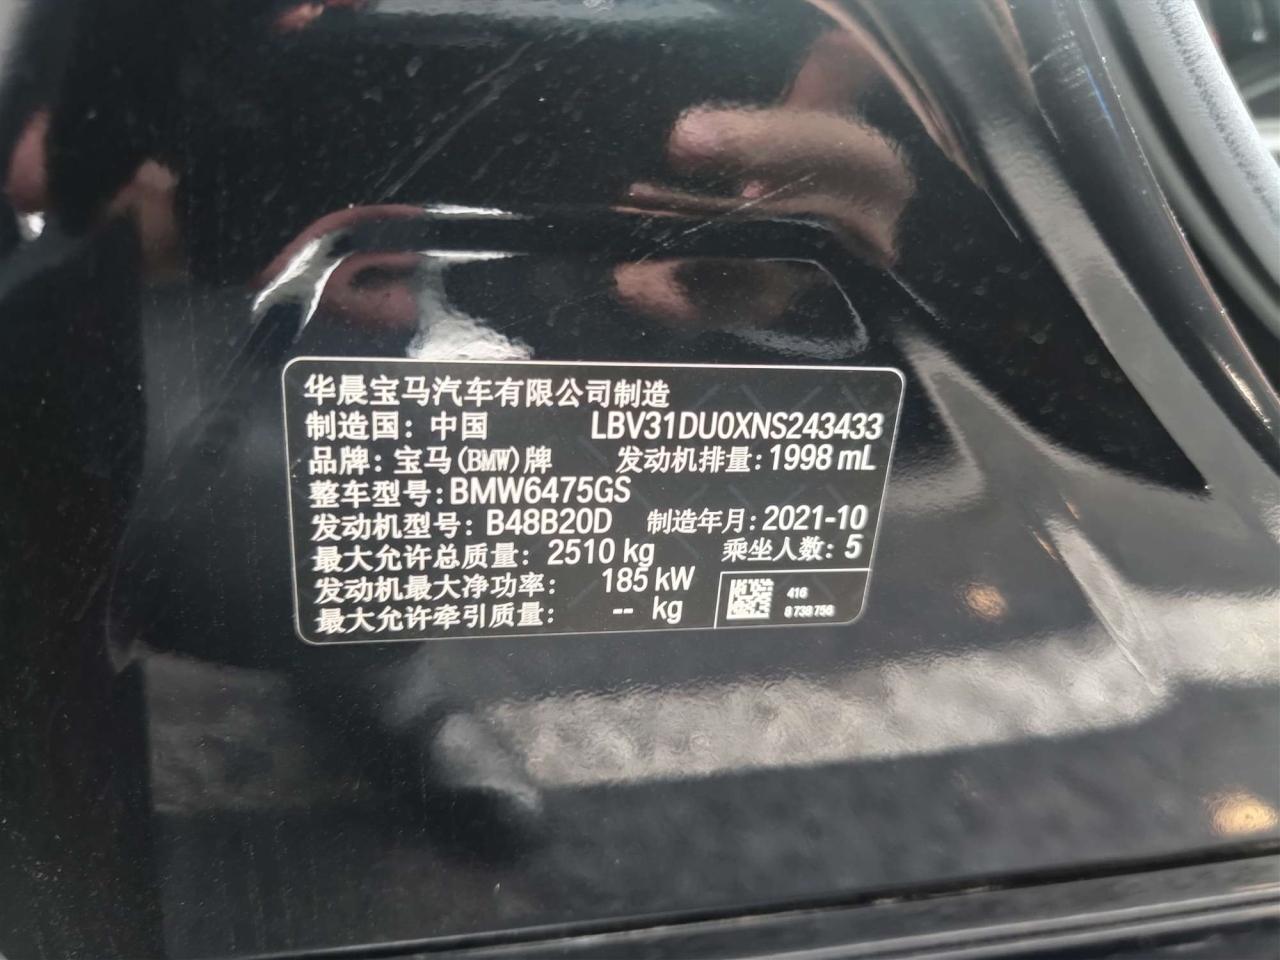 华晨宝马汽车有限公司制造
制造国：中国 LBV31DU0XNS243433
品牌：宝马(BMW)牌 发动机排量：1998 mL
整车型号：BMW6475GS
发动机型号：B48B20D 制造年月：2021-10
最大允许总质量：2510 kg 乘坐人数：5
发动机最大净功率：185 kW
最大允许牵引质量：-- kg
416
8 738 756